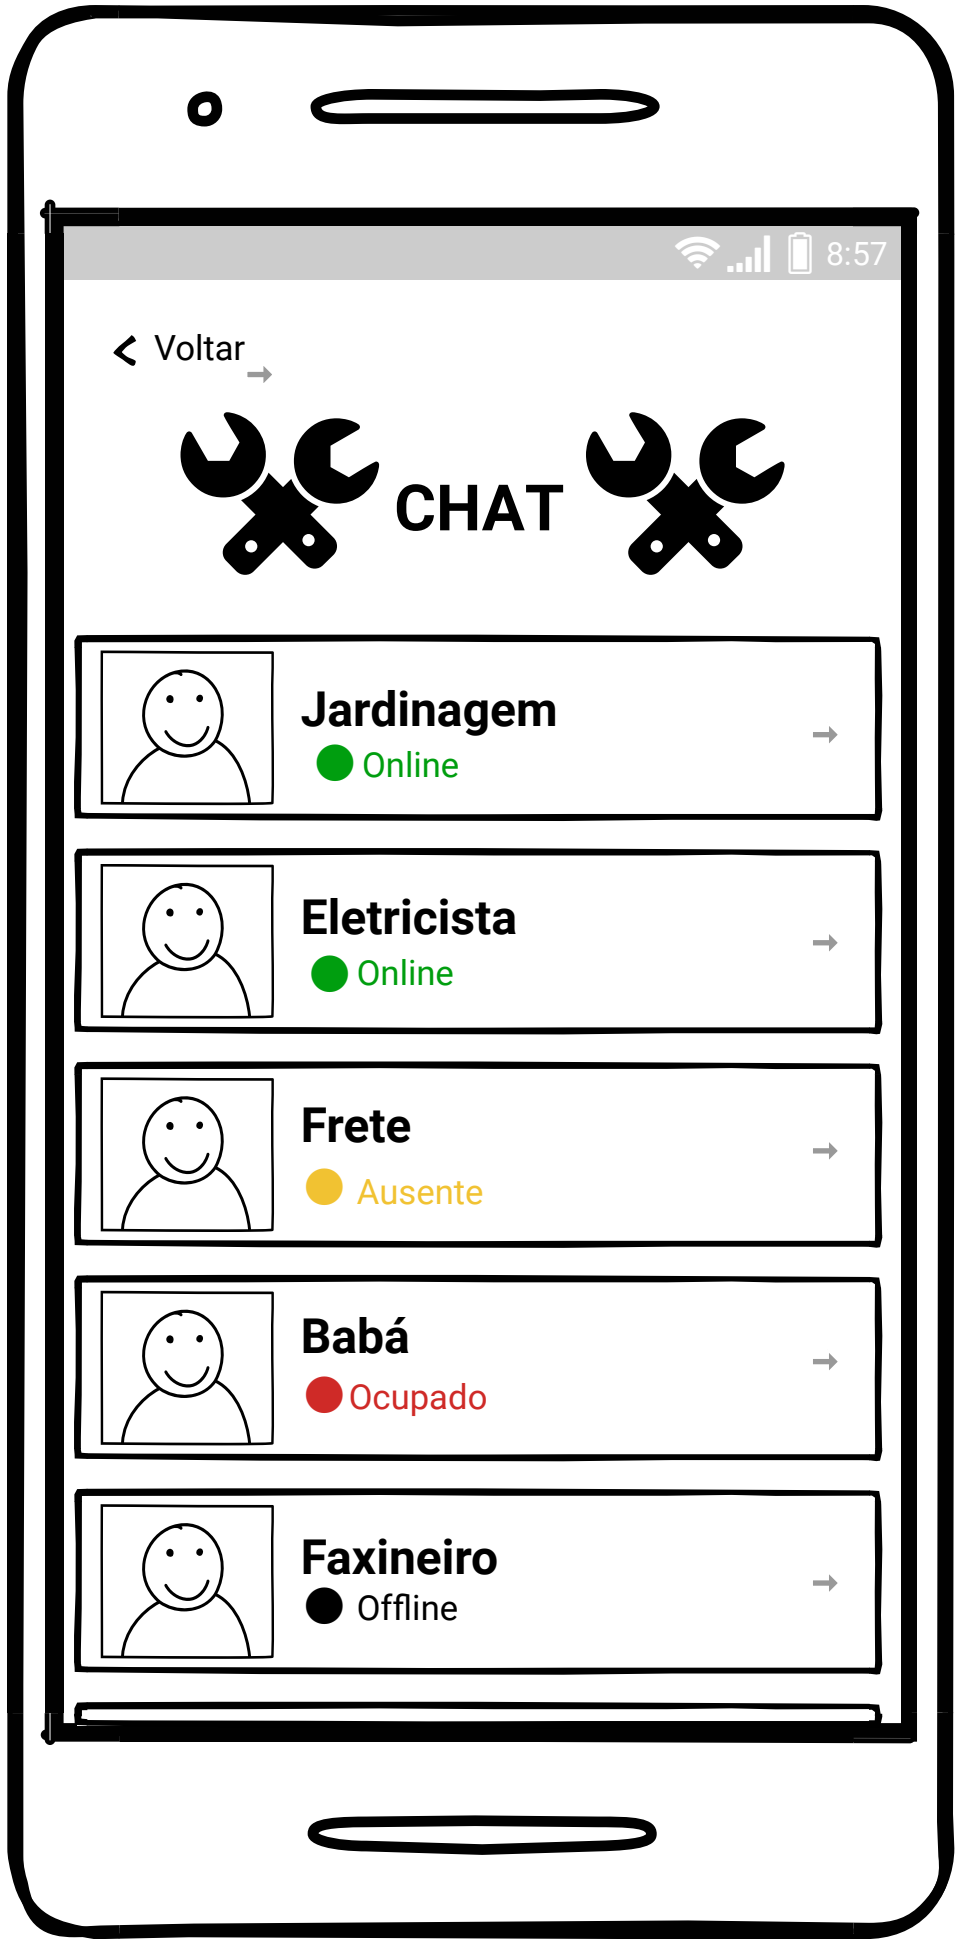 8:57
Voltar
CHAT
Jardinagem
Online
Eletricista
Online
Frete
Ausente
Babá
Ocupado
Faxineiro
Offline